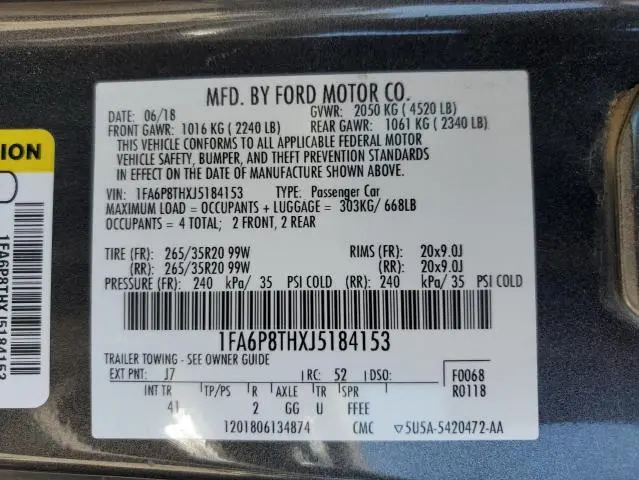 MFD. BY FORD MOTOR CO.
DATE: 06/18 GVWR: 2050 KG ( 4520 LB)
FRONT GAWR: 1016 KG ( 2240 LB) REAR GAWR: 1061 KG ( 2340 LB)
THIS VEHICLE CONFORMS TO ALL APPLICABLE FEDERAL MOTOR
VEHICLE SAFETY, BUMPER, AND THEFT PREVENTION STANDARDS
IN EFFECT ON THE DATE OF MANUFACTURE SHOWN ABOVE.
VIN: 1FA6P8THXJ5184153 TYPE: Passenger Car
MAXIMUM LOAD = OCCUPANTS + LUGGAGE = 303KG/ 668LB
OCCUPANTS = 4 TOTAL; 2 FRONT, 2 REAR
TIRE (FR): 265/35R20 99W RIMS (FR): 20x9.0J
(RR): 265/35R20 99W (RR): 20x9.0J
PRESSURE (FR): 240 kPa/ 35 PSI COLD (RR): 240 kPa/ 35 PSI COLD
1FA6P8THXJ5184153
TRAILER TOWING - SEE OWNER GUIDE
EXT PNT: J7 RC: 52 DSO: F0068
INT TR TP/PS R AXLE TR SPR R0118
41 2 GG U FFEE
1201806134874 CMC ▽5U5A-5420472-AA
ION
1FA6P8THXJ5184153